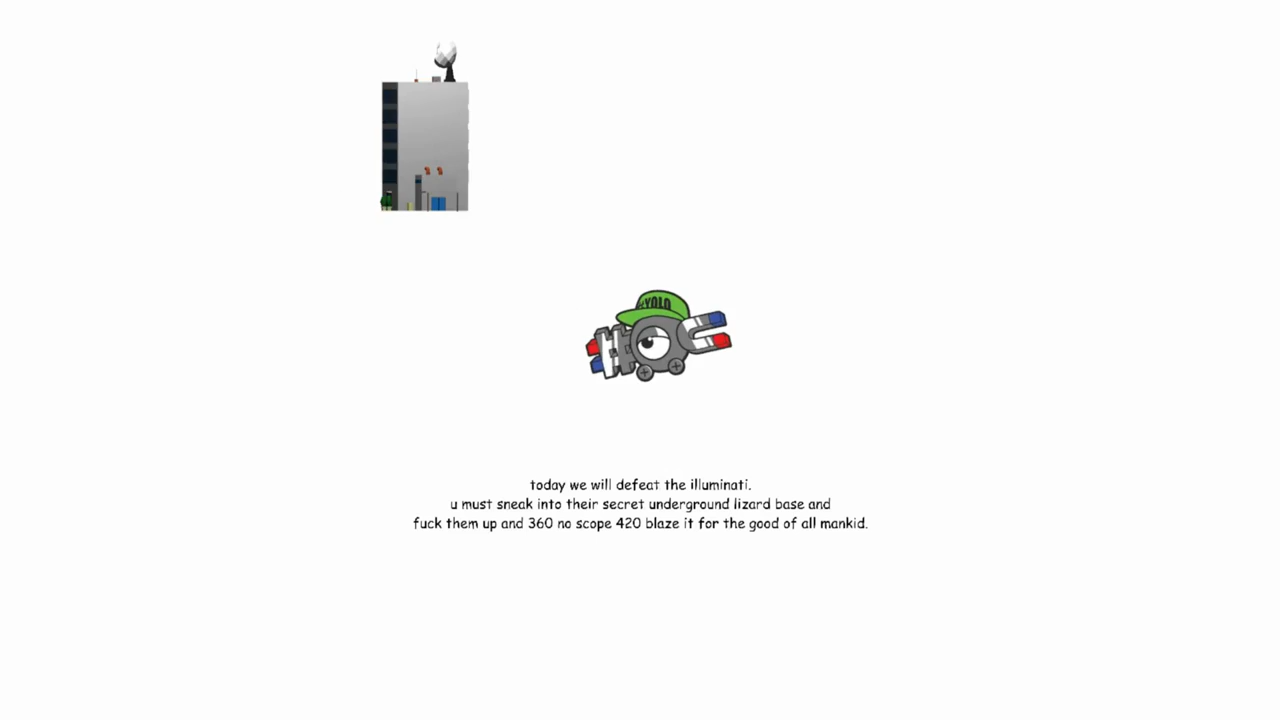 #YOLO
today we will defeat the illuminati.
u must sneak into their secret underground lizard base and
fuck them up and 360 no scope 420 blaze it for the good of all mankid.